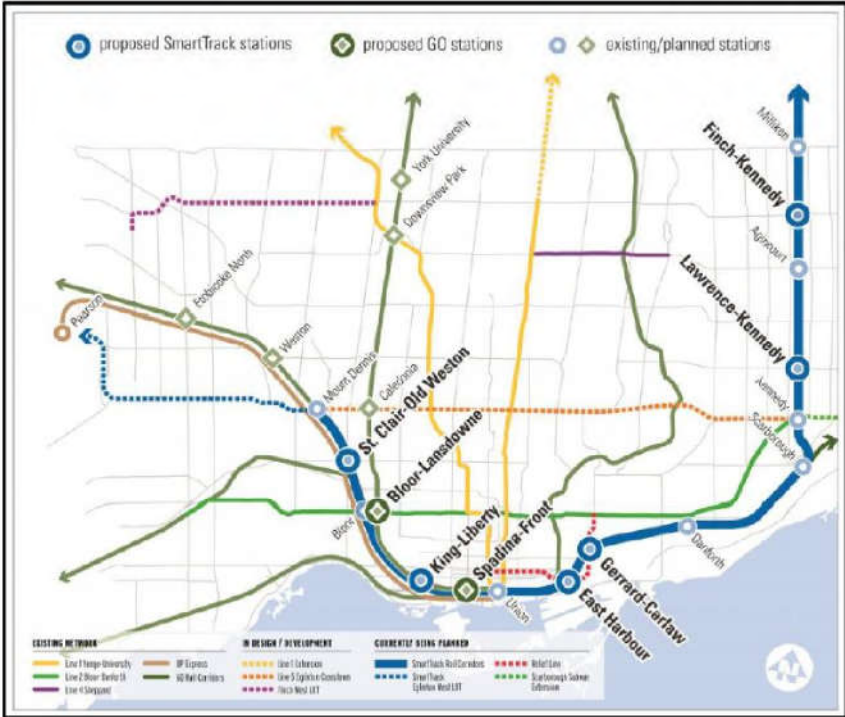 proposed SmartTrack stations
proposed GO stations
existing/planned stations
Milliken
Finch-Kennedy
York University
Downsview Park
Agincourt
Lawrence-Kennedy
Etobicoke North
Pearson
Weston
Mount Dennis
Caledonia
St. Clair-Old Weston
Kennedy
Scarborough
Bloor-Lansdowne
Bloor
King-Liberty
Spadina-Front
Union
Danforth
Gerrard-Carlaw
East Harbour
EXISTING NETWORK
Line 1 Yonge-University
Line 2 Bloor Danforth
Line 4 Sheppard
UP Express
GO Rail Corridors
IN DESIGN / DEVELOPMENT
Line 1 Extension
Line 5 Eglinton Crosstown
Finch West LRT
CURRENTLY BEING PLANNED
SmartTrack Rail Corridors
SmartTrack
Eglinton West LRT
Relief Line
Scarborough Subway
Extension